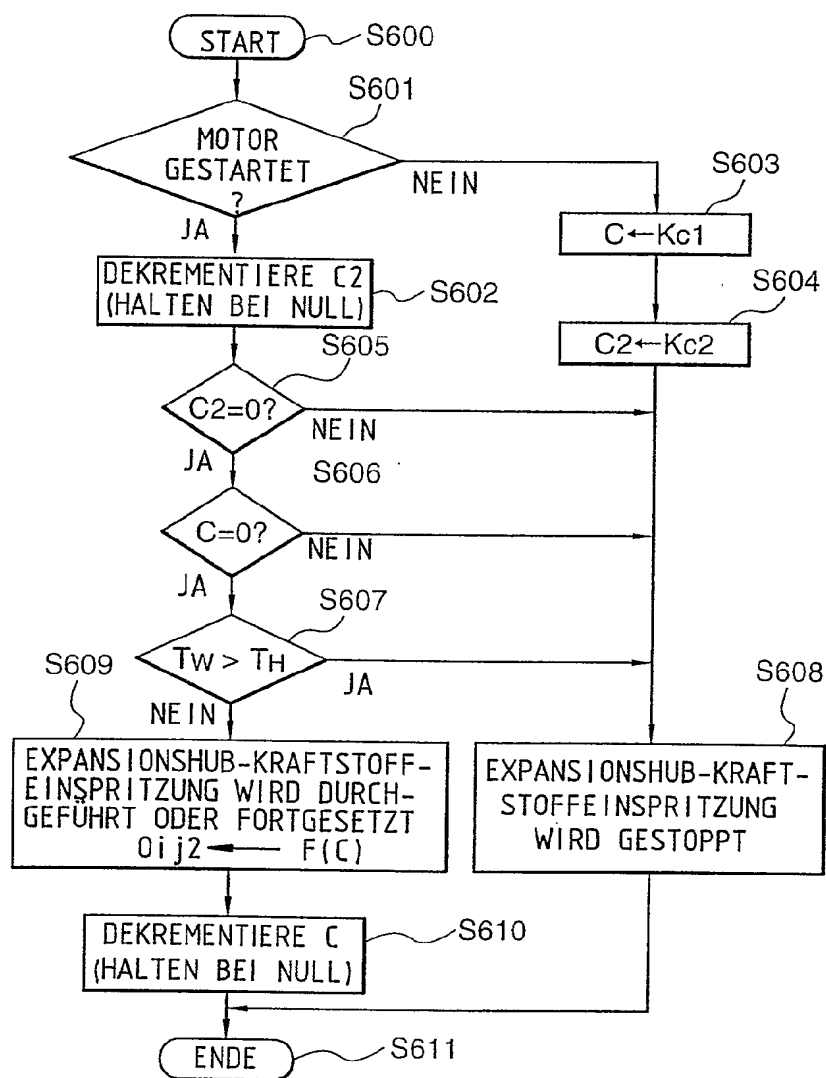 START
S600
S601
MOTOR
GESTARTET
?
NEIN
JA
S603
C←Kc1
DEKREMENTIERE C2
(HALTEN BEI NULL)
S602
S604
C2←Kc2
S605
C2=0?
NEIN
JA
S606
C=0?
NEIN
JA
S607
TW > TH
JA
NEIN
S609
S608
EXPANSIONSHUB-KRAFTSTOFF-
EINSPRITZUNG WIRD DURCH-
GEFÜHRT ODER FORTGESETZT
Oij2 ← F(C)
EXPANSIONSHUB-KRAFT-
STOFFEINSPRITZUNG
WIRD GESTOPPT
DEKREMENTIERE C
(HALTEN BEI NULL)
S610
ENDE
S611